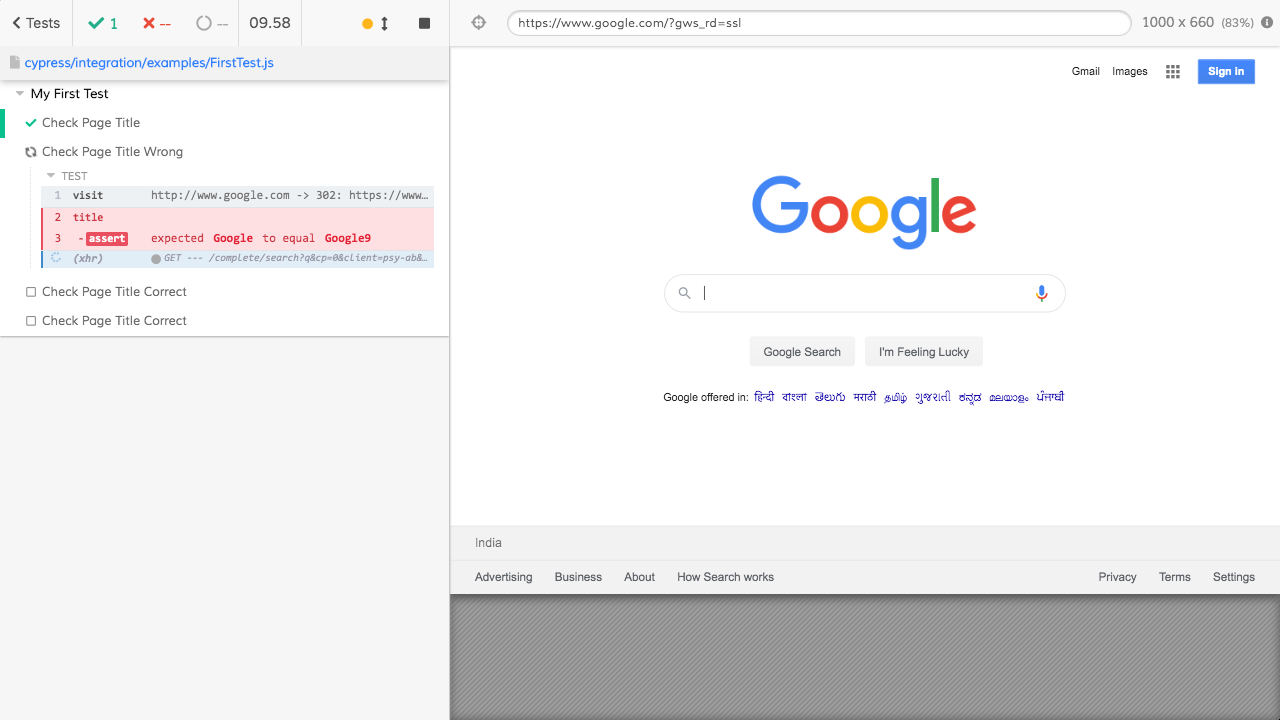 Tests 1 -- -- 09.58
https://www.google.com/?gws_rd=ssl 1000 x 660 (83%)
cypress/integration/examples/FirstTest.js
My First Test
Check Page Title
Check Page Title Wrong
TEST
1 visit http://www.google.com -> 302: https://www…
2 title
3 -assert expected Google to equal Google9
(xhr) GET --- /complete/search?q&cp=0&client=psy-ab&…
Check Page Title Correct
Check Page Title Correct
Gmail Images Sign in
Google
Google Search I'm Feeling Lucky
Google offered in: हिन्दी বাংলা తెలుగు मराठी தமிழ் ગુજરાતી ಕನ್ನಡ മലയാളം ਪੰਜਾਬੀ
India
Advertising Business About How Search works Privacy Terms Settings